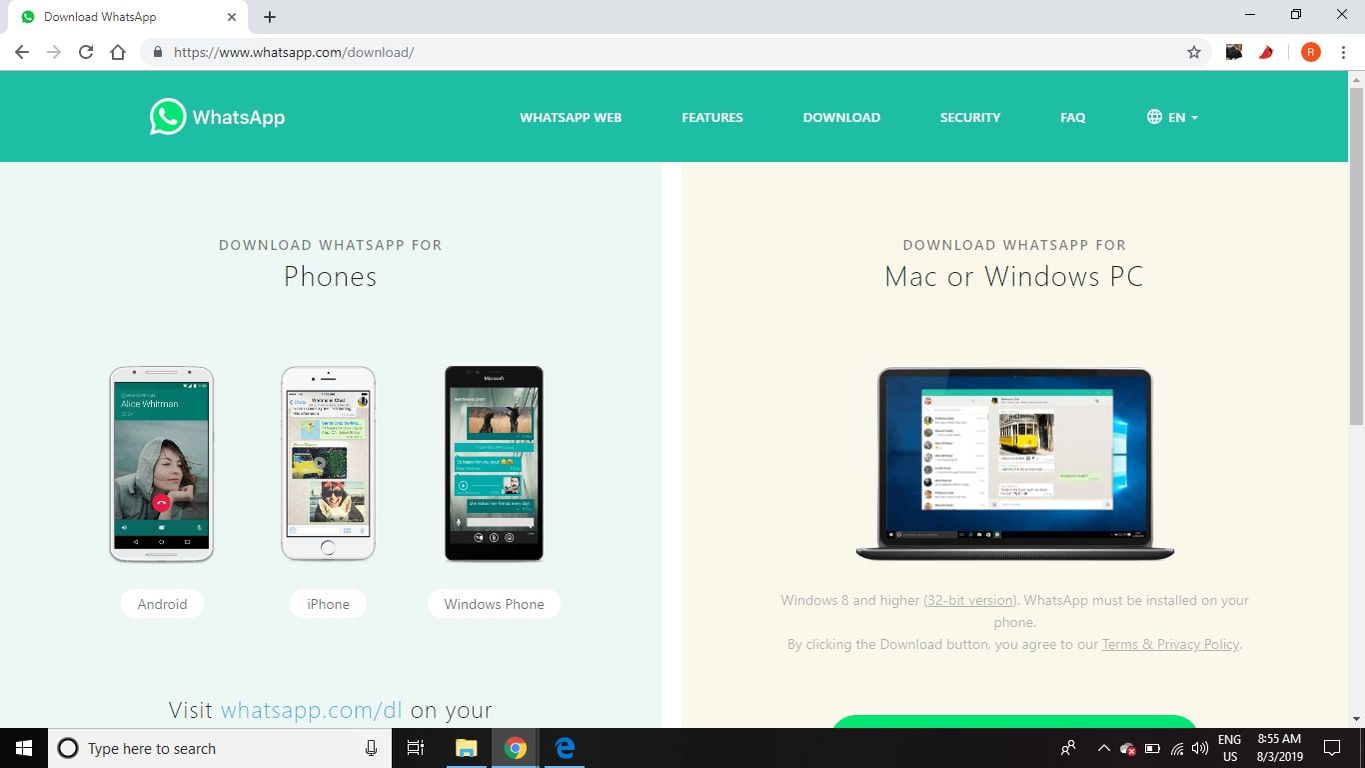 Download WhatsApp
https://www.whatsapp.com/download/
R
WhatsApp
WHATSAPP WEB
FEATURES
DOWNLOAD
SECURITY
FAQ
EN
DOWNLOAD WHATSAPP FOR
Phones
Alice Whitman
Microsoft
Android
iPhone
Windows Phone
Visit whatsapp.com/dl on your
DOWNLOAD WHATSAPP FOR
Mac or Windows PC
Windows 8 and higher (32-bit version). WhatsApp must be installed on your
phone.
By clicking the Download button, you agree to our Terms & Privacy Policy.
Type here to search
ENG
US
8:55 AM
8/3/2019